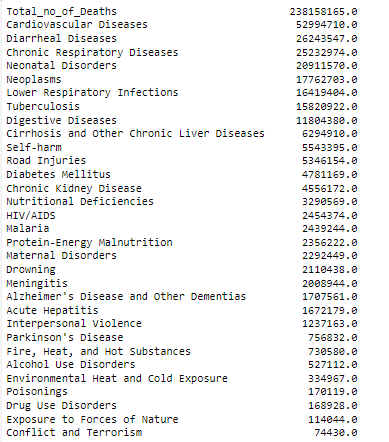 Total_no_of_Deaths 238158165.0
Cardiovascular Diseases 52994710.0
Diarrheal Diseases 26243547.0
Chronic Respiratory Diseases 25232974.0
Neonatal Disorders 20911570.0
Neoplasms 17762703.0
Lower Respiratory Infections 16419404.0
Tuberculosis 15820922.0
Digestive Diseases 11804380.0
Cirrhosis and Other Chronic Liver Diseases 6294910.0
Self-harm 5543395.0
Road Injuries 5346154.0
Diabetes Mellitus 4781169.0
Chronic Kidney Disease 4556172.0
Nutritional Deficiencies 3290569.0
HIV/AIDS 2454374.0
Malaria 2439244.0
Protein-Energy Malnutrition 2356222.0
Maternal Disorders 2292449.0
Drowning 2110438.0
Meningitis 2008944.0
Alzheimer's Disease and Other Dementias 1707561.0
Acute Hepatitis 1672179.0
Interpersonal Violence 1237163.0
Parkinson's Disease 756832.0
Fire, Heat, and Hot Substances 730580.0
Alcohol Use Disorders 527112.0
Environmental Heat and Cold Exposure 334967.0
Poisonings 170119.0
Drug Use Disorders 168928.0
Exposure to Forces of Nature 114044.0
Conflict and Terrorism 74430.0